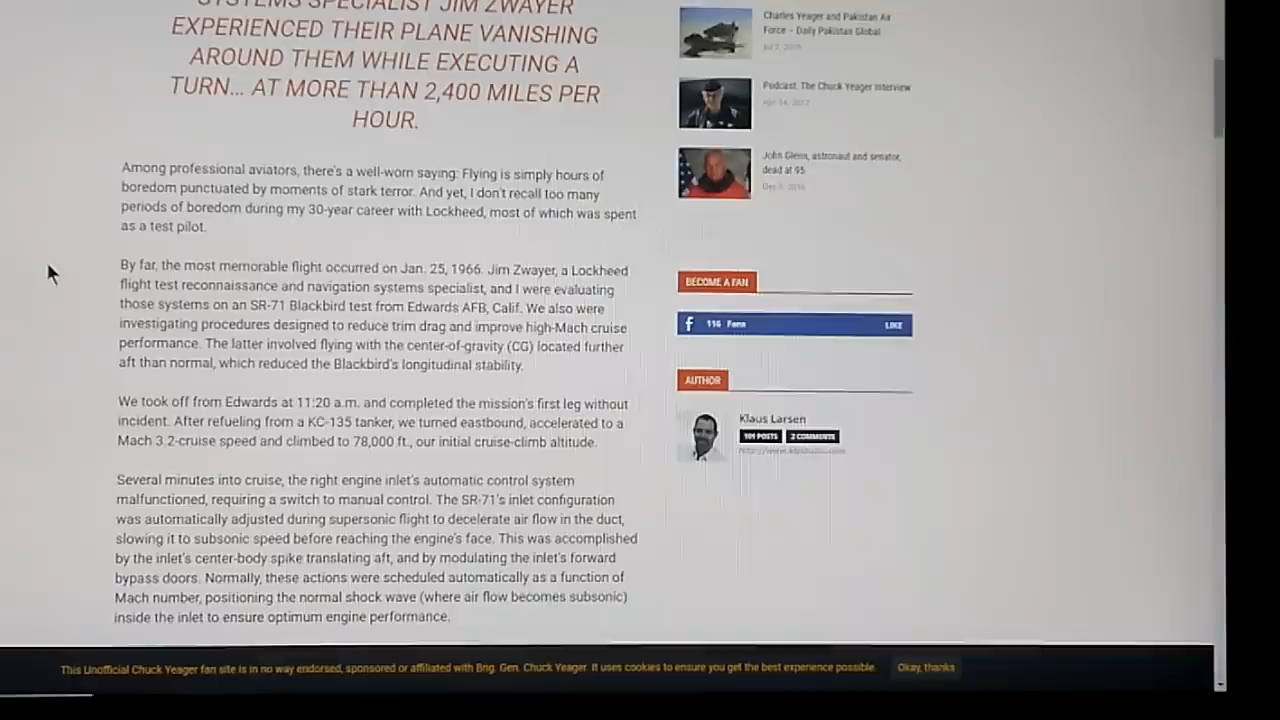 SYSTEMS SPECIALIST JIM ZWAYER
EXPERIENCED THEIR PLANE VANISHING
AROUND THEM WHILE EXECUTING A
TURN... AT MORE THAN 2,400 MILES PER
HOUR.
Among professional aviators, there's a well-worn saying: Flying is simply hours of
boredom punctuated by moments of stark terror. And yet, I don't recall too many
periods of boredom during my 30-year career with Lockheed, most of which was spent
as a test pilot.
By far, the most memorable flight occurred on Jan. 25, 1966. Jim Zwayer, a Lockheed
flight test reconnaissance and navigation systems specialist, and I were evaluating
those systems on an SR-71 Blackbird test from Edwards AFB, Calif. We also were
investigating procedures designed to reduce trim drag and improve high-Mach cruise
performance. The latter involved flying with the center-of-gravity (CG) located further
aft than normal, which reduced the Blackbird's longitudinal stability.
We took off from Edwards at 11:20 a.m. and completed the mission's first leg without
incident. After refueling from a KC-135 tanker, we turned eastbound, accelerated to a
Mach 3.2-cruise speed and climbed to 78,000 ft., our initial cruise-climb altitude.
Several minutes into cruise, the right engine inlet's automatic control system
malfunctioned, requiring a switch to manual control. The SR-71's inlet configuration
was automatically adjusted during supersonic flight to decelerate air flow in the duct,
slowing it to subsonic speed before reaching the engine's face. This was accomplished
by the inlet's center-body spike translating aft, and by modulating the inlet's forward
bypass doors. Normally, these actions were scheduled automatically as a function of
Mach number, positioning the normal shock wave (where air flow becomes subsonic)
inside the inlet to ensure optimum engine performance.
Charles Yeager and Pakistan Air
Force – Daily Pakistan Global
Jul 7, 2015
Podcast: The Chuck Yeager Interview
Apr 14, 2017
John Glenn, astronaut and senator,
dead at 95
2016
BECOME A FAN
f 116 Fans LIKE
AUTHOR
Klaus Larsen
101 POSTS 2 COMMENTS
This Unofficial Chuck Yeager fan site is in no way endorsed, sponsored or affiliated with Brig. Gen. Chuck Yeager. It uses cookies to ensure you get the best experience possible. Okay, thanks